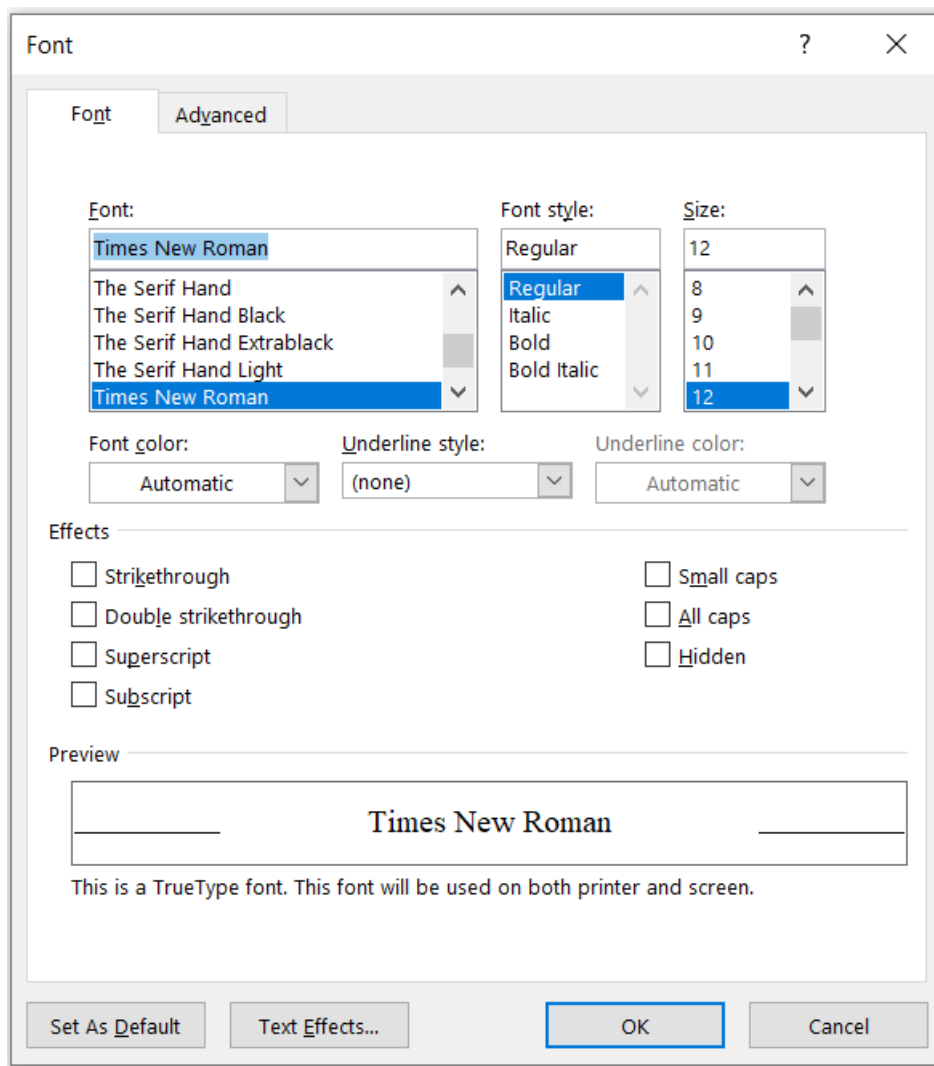 Font ?
Font Advanced
Font: Font style: Size:
Times New Roman Regular 12
The Serif Hand Regular 8
The Serif Hand Black Italic 9
The Serif Hand Extrablack Bold 10
The Serif Hand Light Bold Italic 11
Times New Roman 12
Font color: Underline style: Underline color:
Automatic (none) Automatic
Effects
Strikethrough Small caps
Double strikethrough All caps
Superscript Hidden
Subscript
Preview
Times New Roman
This is a TrueType font. This font will be used on both printer and screen.
Set As Default Text Effects... OK Cancel